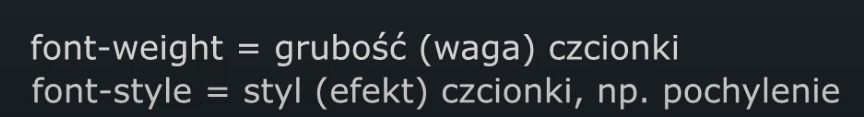 font-weight = grubość (waga) czcionki
font-style = styl (efekt) czcionki, np. pochylenie